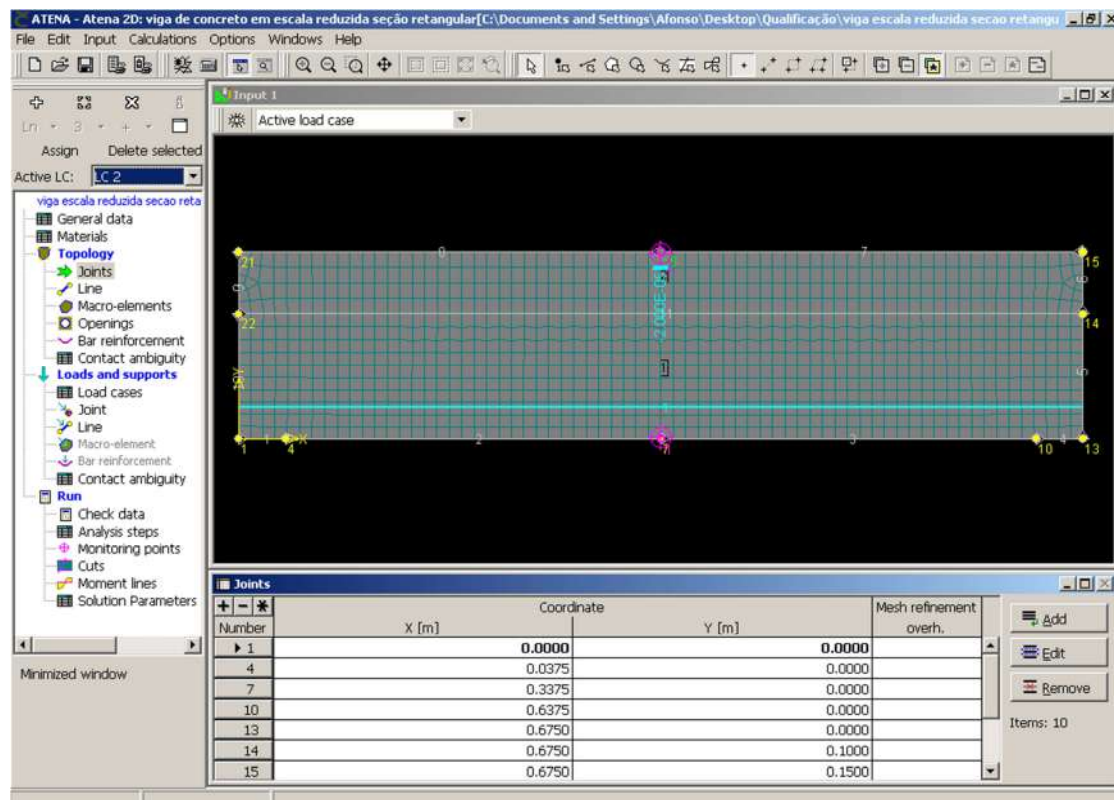 ATENA - Atena 2D: viga de concreto em escala reduzida seção retangular[C:\Documents and Settings\Afonso\Desktop\Qualificação\viga escala reduzida secao retangu
File Edit Input Calculations Options Windows Help
Input 1
Active load case
Ln 3 +
Assign Delete selected
Active LC: LC 2
viga escala reduzida secao reta
General data
Materials
Topology
Joints
Line
Macro-elements
Openings
Bar reinforcement
Contact ambiguity
Loads and supports
Load cases
Joint
Line
Macro-element
Bar reinforcement
Contact ambiguity
Run
Check data
Analysis steps
Monitoring points
Cuts
Moment lines
Solution Parameters
Minimized window
21 15
22 14
1
1 4 X 2 10 4 13
Joints
Number Coordinate Mesh refinement
X [m] Y [m] overh.
1 0.0000 0.0000
4 0.0375 0.0000
7 0.3375 0.0000
10 0.6375 0.0000
13 0.6750 0.0000
14 0.6750 0.1000
15 0.6750 0.1500
Add
Edit
Remove
Items: 10